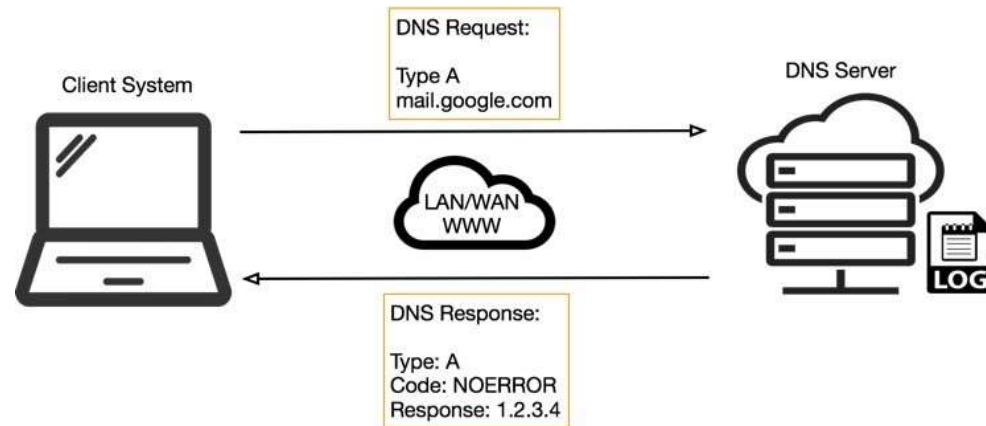 DNS Request:
Type A
mail.google.com
Client System
DNS Server
LAN/WAN
WWW
LOG
DNS Response:
Type: A
Code: NOERROR
Response: 1.2.3.4